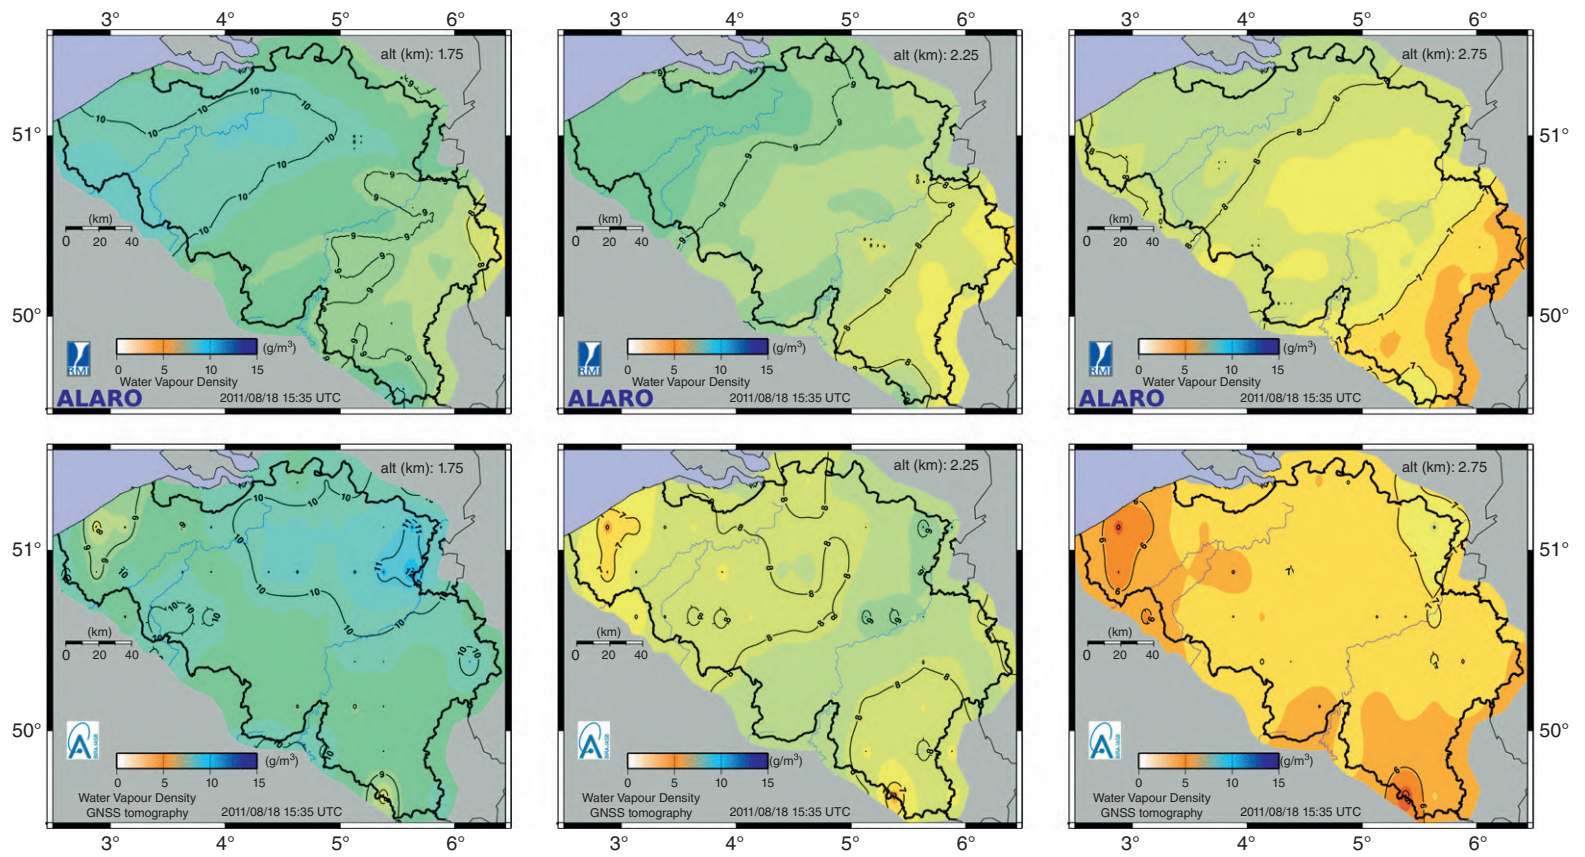 3° 4° 5° 6° 3° 4° 5° 6° 3° 4° 5° 6°
alt (km): 1.75
alt (km): 2.25
alt (km): 2.75
51° 51°
50° 50°
(km)
0 20 40
(km)
0 20 40
(km)
0 20 40
RMI
0 5 10 15
(g/m³)
Water Vapour Density
ALARO
2011/08/18 15:35 UTC
RMI
0 5 10 15
(g/m³)
Water Vapour Density
ALARO
2011/08/18 15:35 UTC
RMI
0 5 10 15
(g/m³)
Water Vapour Density
ALARO
2011/08/18 15:35 UTC
alt (km): 1.75
alt (km): 2.25
alt (km): 2.75
51° 51°
50° 50°
(km)
0 20 40
(km)
0 20 40
(km)
0 20 40
0 5 10 15
(g/m³)
Water Vapour Density
GNSS tomography
2011/08/18 15:35 UTC
0 5 10 15
(g/m³)
Water Vapour Density
GNSS tomography
2011/08/18 15:35 UTC
0 5 10 15
(g/m³)
Water Vapour Density
GNSS tomography
2011/08/18 15:35 UTC
3° 4° 5° 6° 3° 4° 5° 6° 3° 4° 5° 6°